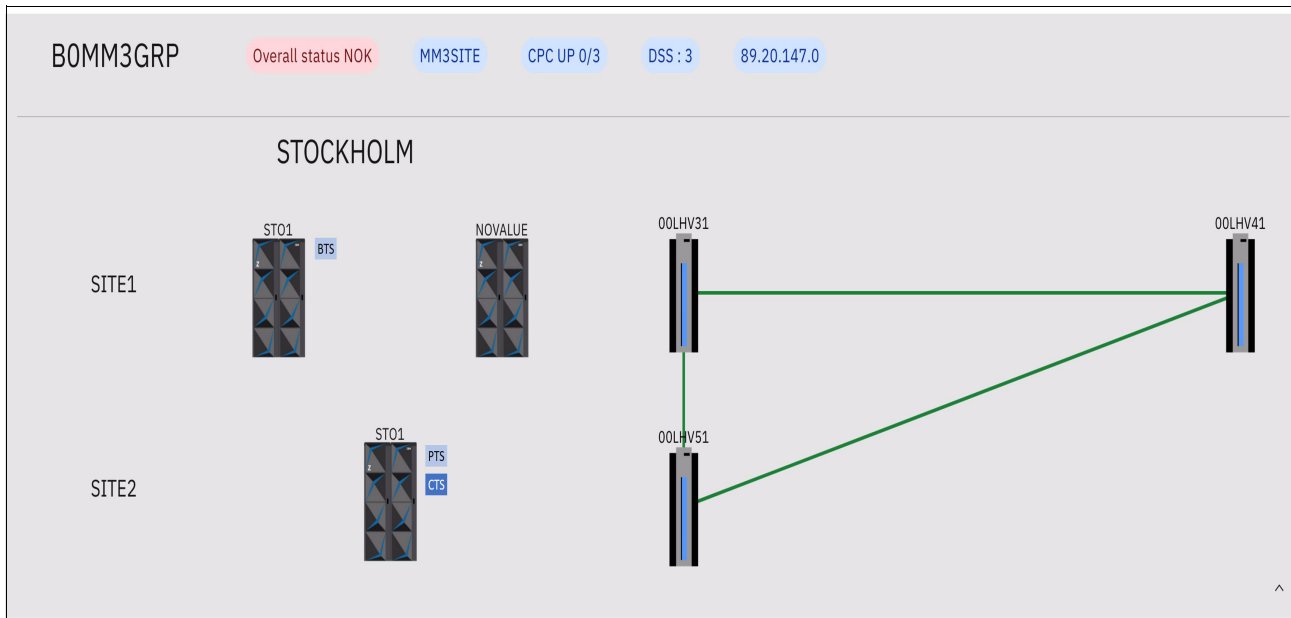 B0MM3GRP Overall status NOK MM3SITE CPC UP 0/3 DSS : 3 89.20.147.0
STOCKHOLM
STO1 NOVALUE 00LHV31 00LHV41
BTS
SITE1
STO1 00LHV51
PTS
SITE2
CTS